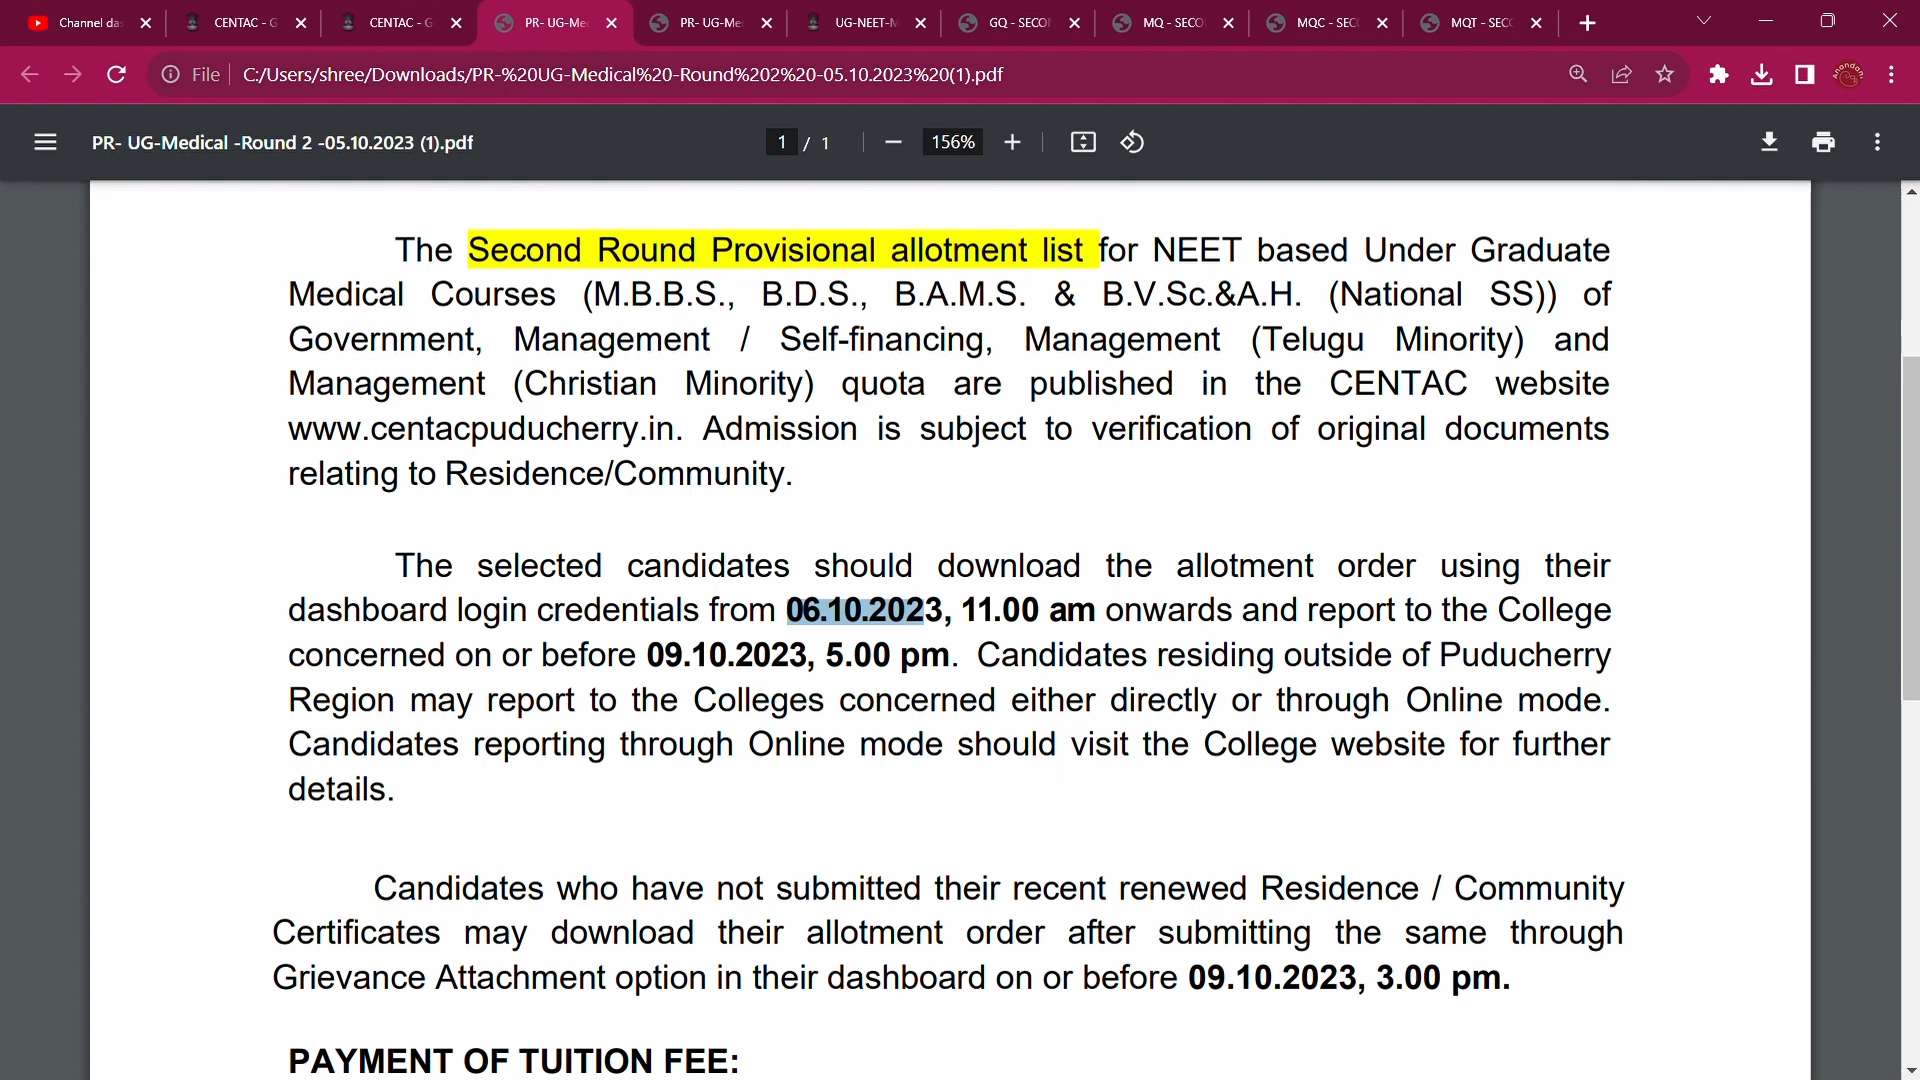 Channel da
CENTAC - G
CENTAC - G
PR- UG-Me
PR- UG-Me
UG-NEET-M
GQ - SECO
MQ - SECO
MQC - SEC
MQT - SEC
File
C:/Users/shree/Downloads/PR-%20UG-Medical%20-Round%202%20-05.10.2023%20(1).pdf
PR- UG-Medical -Round 2 -05.10.2023 (1).pdf
1 / 1
156%
The Second Round Provisional allotment list for NEET based Under Graduate
Medical Courses (M.B.B.S., B.D.S., B.A.M.S. & B.V.Sc.&A.H. (National SS)) of
Government, Management / Self-financing, Management (Telugu Minority) and
Management (Christian Minority) quota are published in the CENTAC website
www.centacpuducherry.in. Admission is subject to verification of original documents
relating to Residence/Community.
The selected candidates should download the allotment order using their
dashboard login credentials from 06.10.2023, 11.00 am onwards and report to the College
concerned on or before 09.10.2023, 5.00 pm. Candidates residing outside of Puducherry
Region may report to the Colleges concerned either directly or through Online mode.
Candidates reporting through Online mode should visit the College website for further
details.
Candidates who have not submitted their recent renewed Residence / Community
Certificates may download their allotment order after submitting the same through
Grievance Attachment option in their dashboard on or before 09.10.2023, 3.00 pm.
PAYMENT OF TUITION FEE: